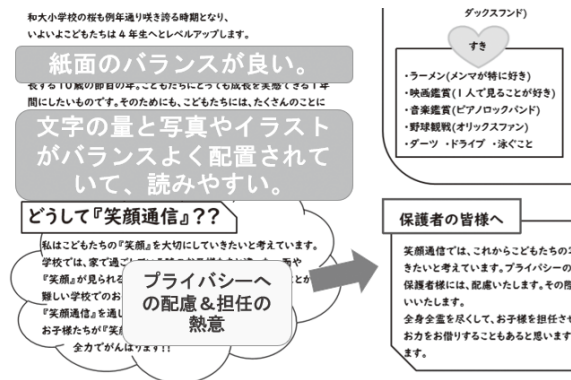 和大小学校の桜も例年通り咲き誇る時期となり、
いよいよこどもたちは4年生へとレベルアップします。
紙面のバランスが良い。
長する10歳の節目の年。こどもたちにとっても成長を実感できる1年
間にしたいものです。そのためにも、こどもたちには、たくさんのことに
文字の量と写真やイラスト
がバランスよく配置されて
いて、読みやすい。
どうして『笑顔通信』??
私はこどもたちの『笑顔』を大切にしていきたいと考えています。
学校では、家で過ご
『笑顔』が見られる
難しい学校でのお
『笑顔通信』を通し
お子様たちが『笑
全力でがんばります!!
プライバシーへ
の配慮&担任の
熱意
ダックスフンド)
すき
・ラーメン(メンマが特に好き)
・映画鑑賞(1人で見ることが好き)
・音楽鑑賞(ピアノロックバンド)
・野球観戦(オリックスファン)
・ダーツ ・ドライブ ・泳ぐこと
保護者の皆様へ
笑顔通信では、これからこどもたちの
きたいと考えています。プライバシーの
保護者様には、配慮いたします。その際
いいたします。
全身全霊を尽くして、お子様を担任させ
お力をお借りすることもあると思います
ます。